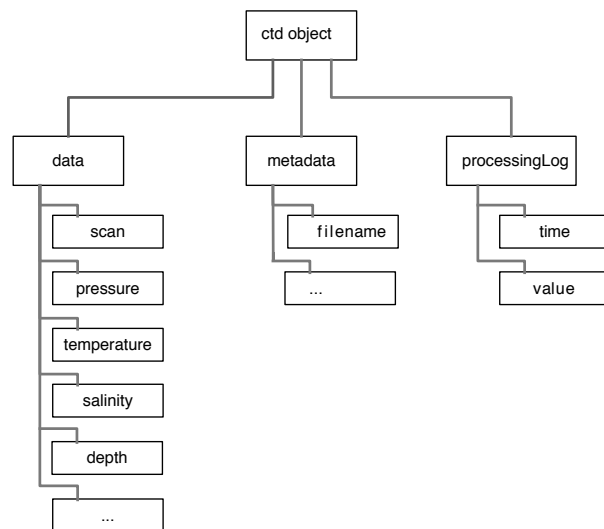 ctd object
data
metadata
processingLog
scan
filename
time
pressure
...
value
temperature
salinity
depth
...